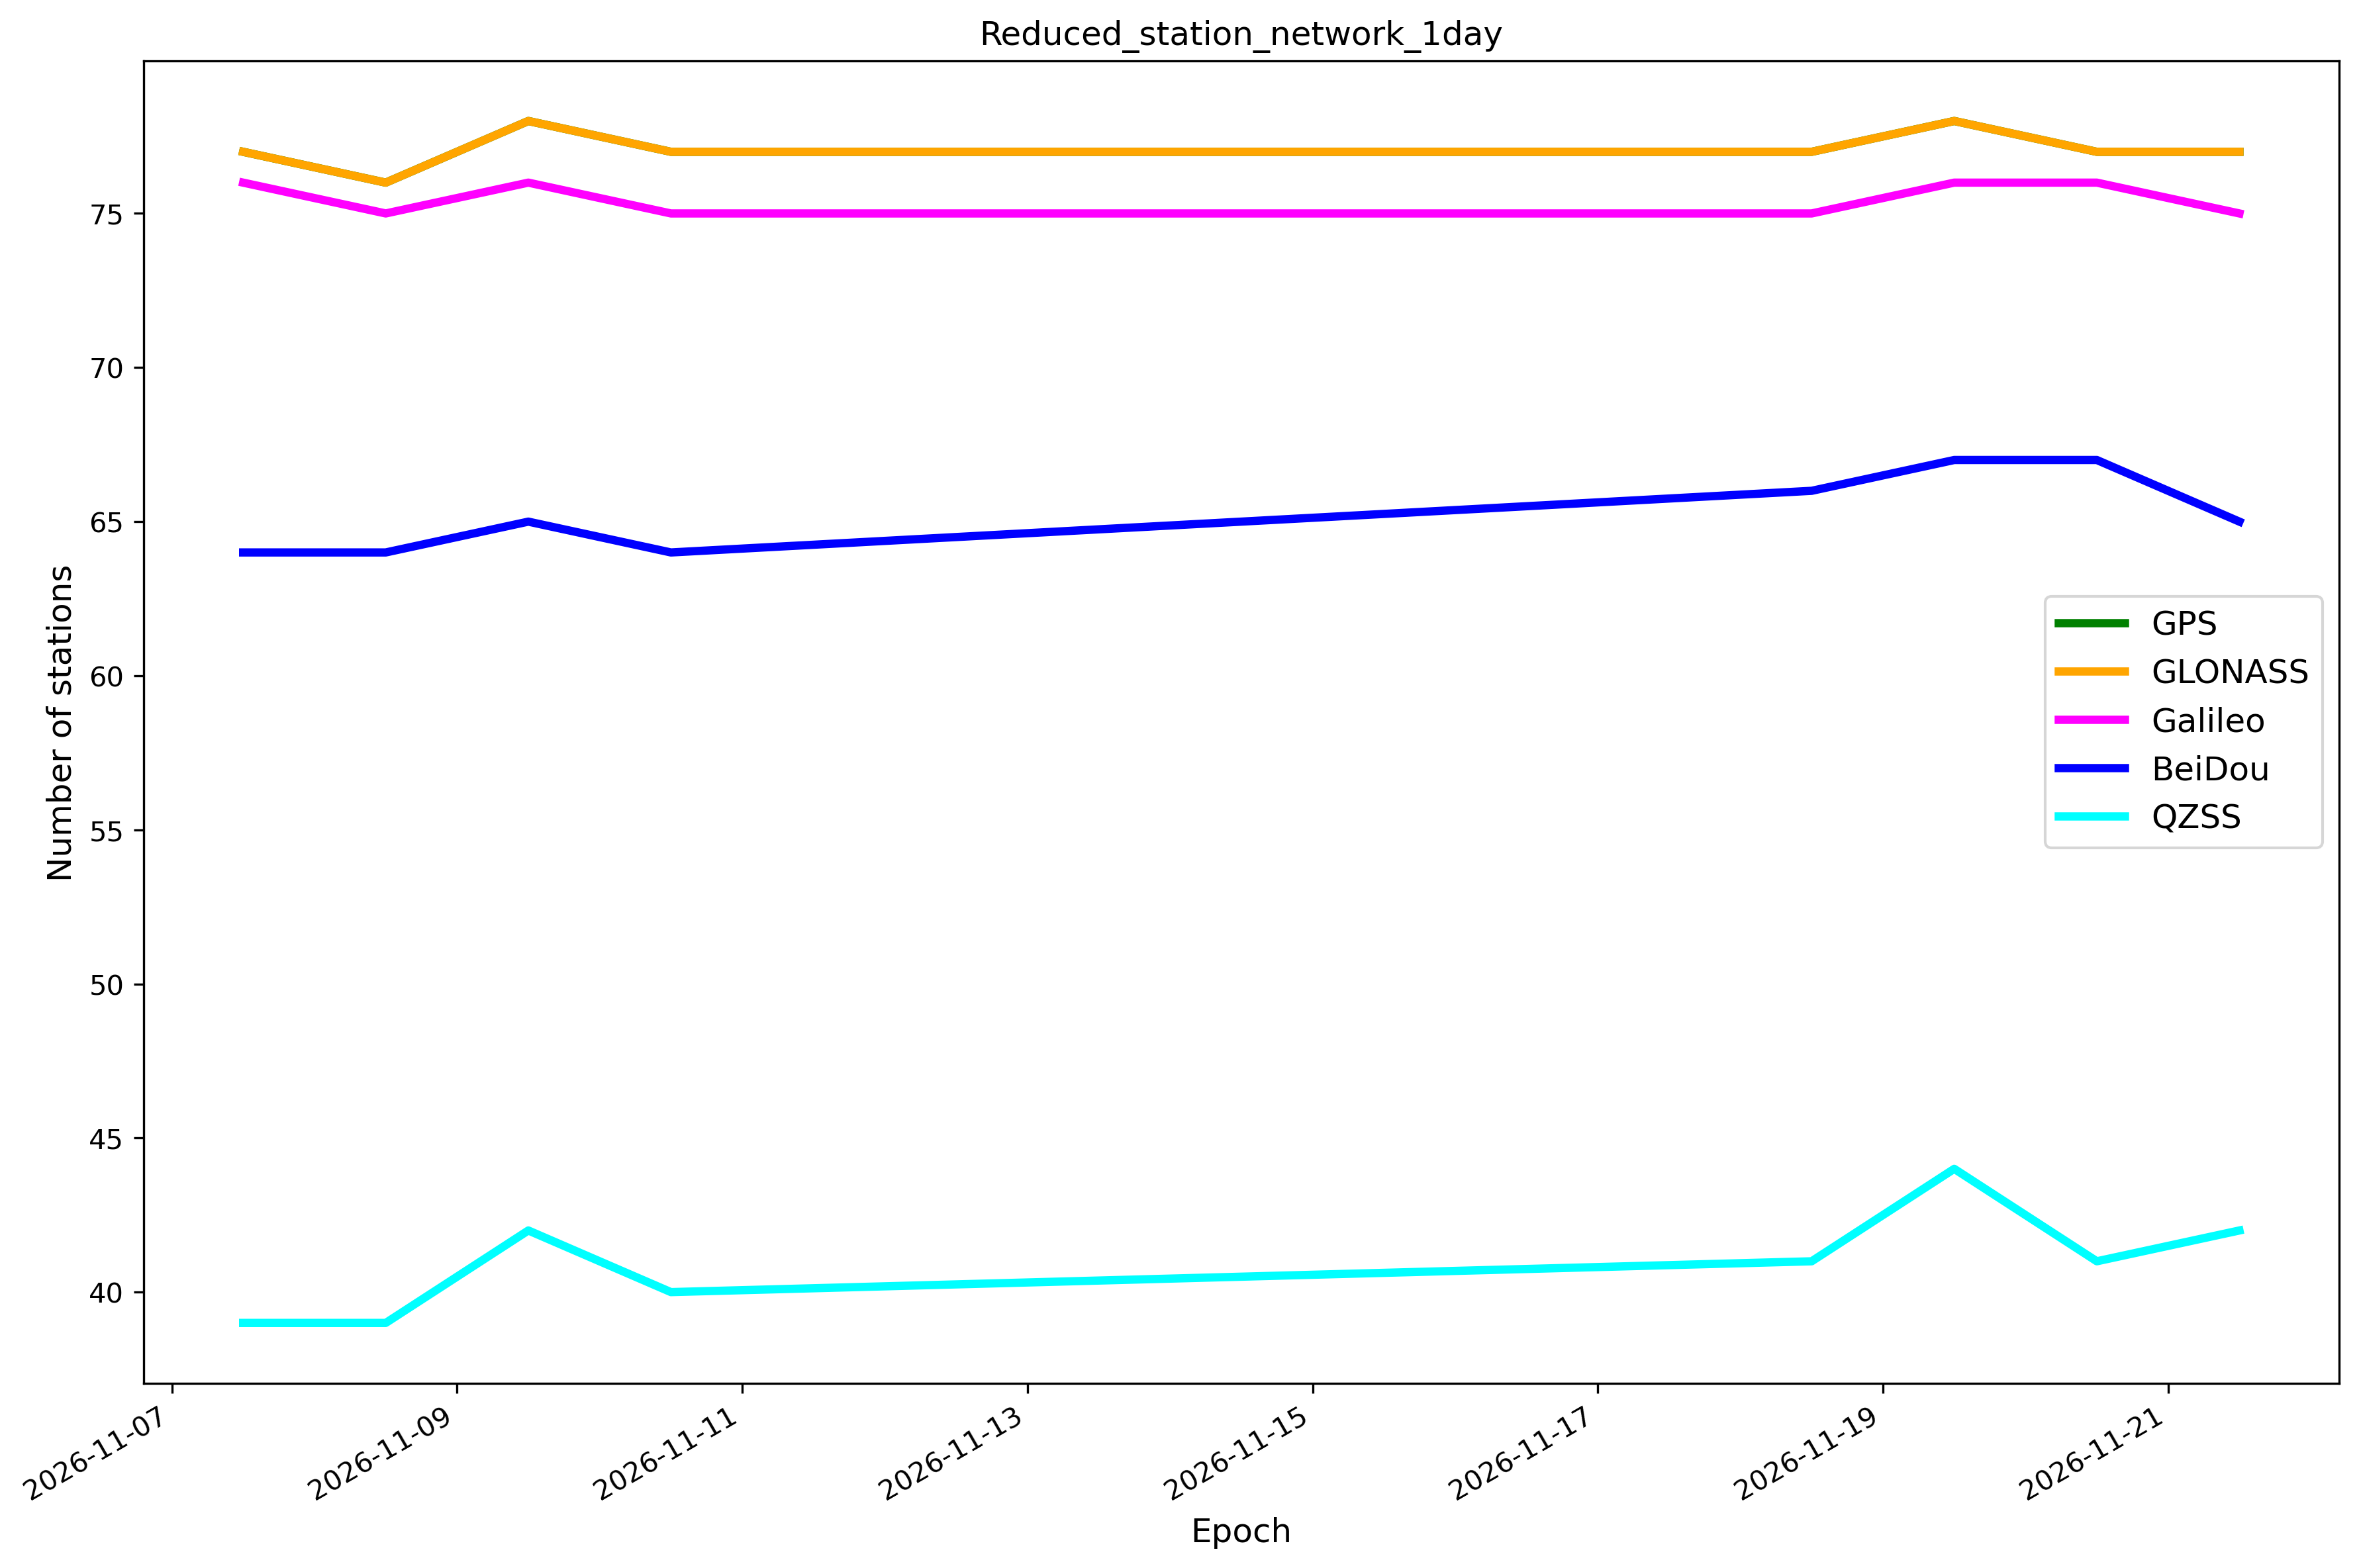 Reduced_station_network_1day
75
70
65
60
55
50
45
40
Number of stations
GPS
GLONASS
Galileo
BeiDou
QZSS
2026-11-07
2026-11-09
2026-11-11
2026-11-13
2026-11-15
2026-11-17
2026-11-19
2026-11-21
Epoch